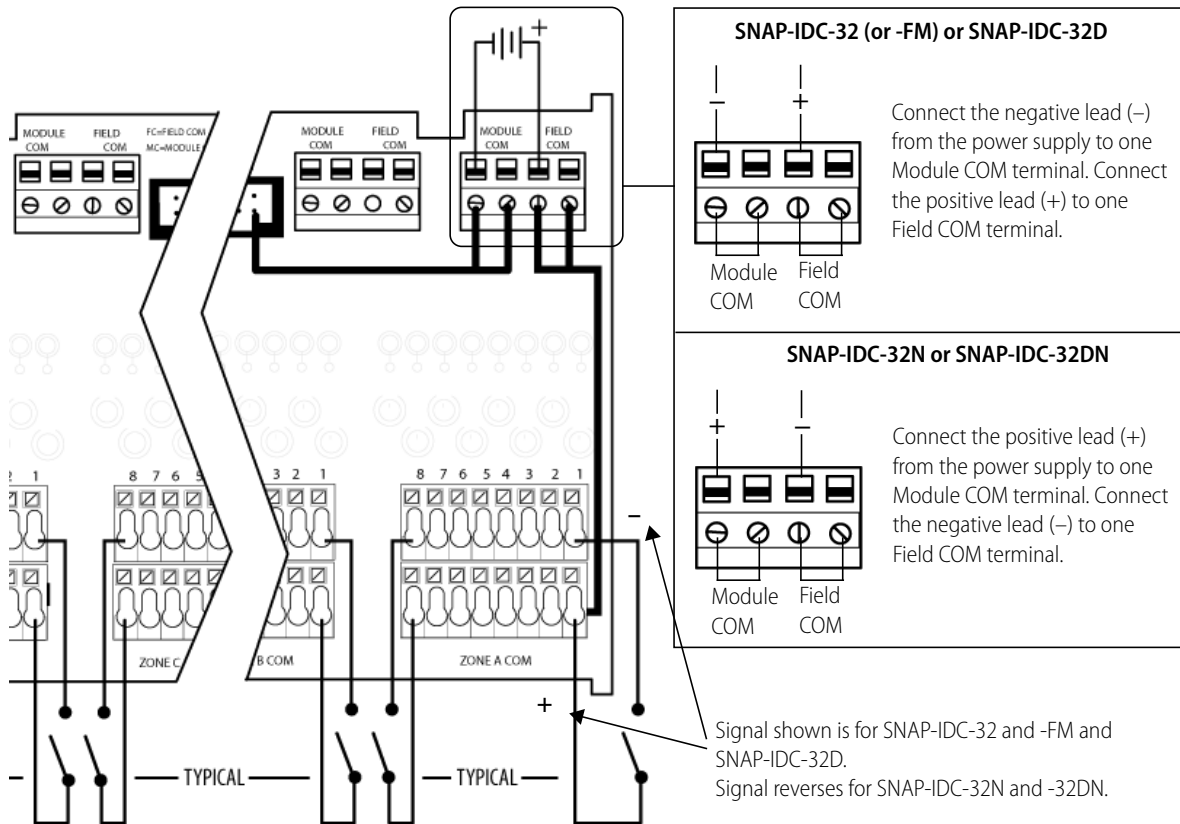 SNAP-IDC-32 (or -FM) or SNAP-IDC-32D
– +
Connect the negative lead (–)
from the power supply to one
Module COM terminal. Connect
the positive lead (+) to one
Field COM terminal.
Module COM
Field COM
SNAP-IDC-32N or SNAP-IDC-32DN
+ –
Connect the positive lead (+)
from the power supply to one
Module COM terminal. Connect
the negative lead (–) to one
Field COM terminal.
Module COM
Field COM
+
MODULE COM
FIELD COM
FC=FIELD COM
MC=MODULE
MODULE COM
FIELD COM
MODULE COM
FIELD COM
1
8 7 6 5
3 2 1
8 7 6 5 4 3 2 1
–
ZONE C
B COM
ZONE A COM
+
TYPICAL
TYPICAL
Signal shown is for SNAP-IDC-32 and -FM and
SNAP-IDC-32D.
Signal reverses for SNAP-IDC-32N and -32DN.